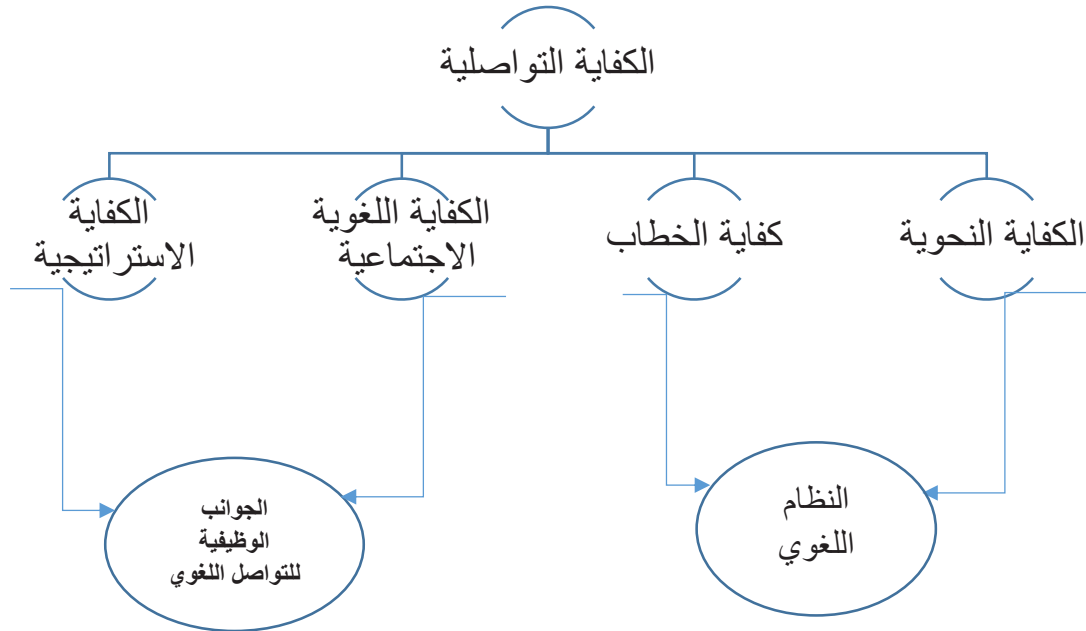 الكفاية التواصلية
الكفاية النحوية
كفاية الخطاب
الكفاية اللغوية
الاجتماعية
الكفاية
الاستراتيجية
النظام
اللغوي
الجوانب
الوظيفية
للتواصل اللغوي